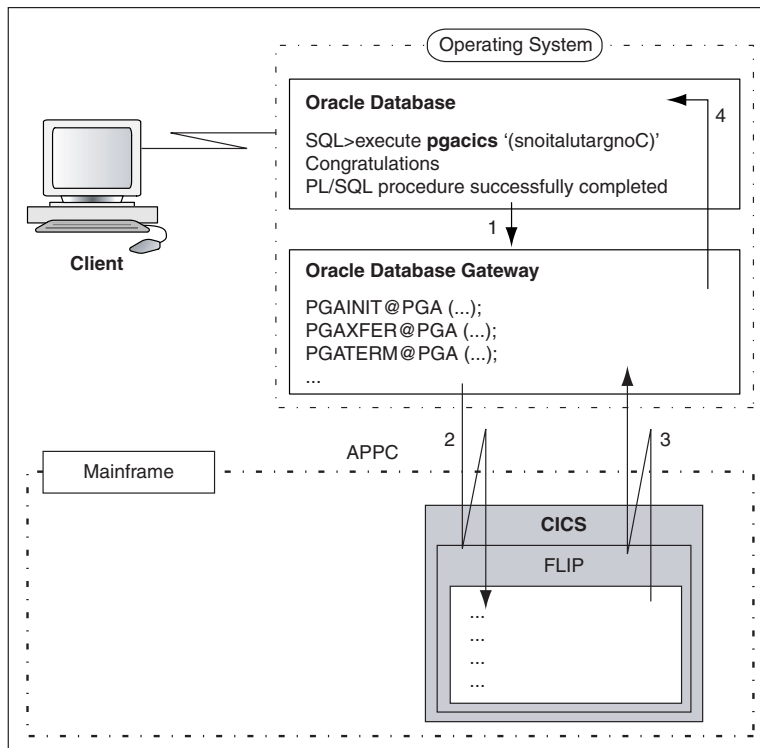 Operating System
Oracle Database
4
SQL>execute pgacics ‘(snoitalutargnoC)’
Congratulations
PL/SQL procedure successfully completed
1
Client
Oracle Database Gateway
PGAINIT@PGA (...);
PGAXFER@PGA (...);
PGATERM@PGA (...);
...
2
3
APPC
Mainframe
CICS
FLIP
...
...
...
...